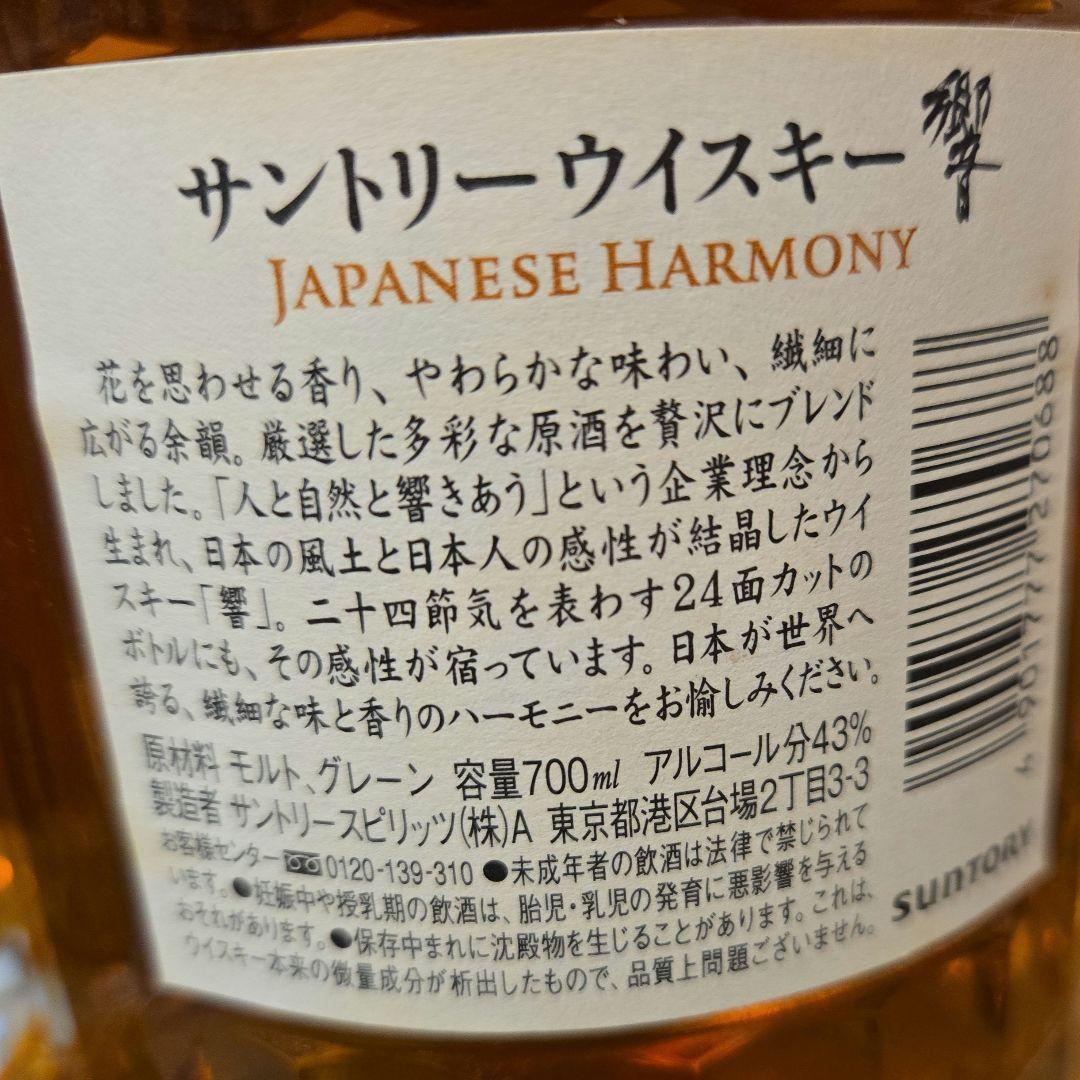 サントリーウイスキー 響
JAPANESE HARMONY
花を思わせる香り、やわらかな味わい、繊細に
広がる余韻。厳選した多彩な原酒を贅沢にブレンド
しました。「人と自然と響きあう」という企業理念から
生まれ、日本の風土と日本人の感性が結晶したウイ
スキー「響」。二十四節気を表わす24面カットの
ボトルにも、その感性が宿っています。日本が世界へ
誇る、繊細な味と香りのハーモニーをお愉しみください。
原材料 モルト、グレーン 容量700ml アルコール分43%
製造者 サントリースピリッツ(株)A 東京都港区台場2丁目3-3
お客様センター 0120-139-310 ●未成年者の飲酒は法律で禁じられて
います。●妊娠中や授乳期の飲酒は、胎児・乳児の発育に悪影響を与える
おそれがあります。●保存中まれに沈殿物を生じることがあります。これは、
ウイスキー本来の微量成分が析出したもので、品質上問題ございません。
SUNTORY
4 901777 270688